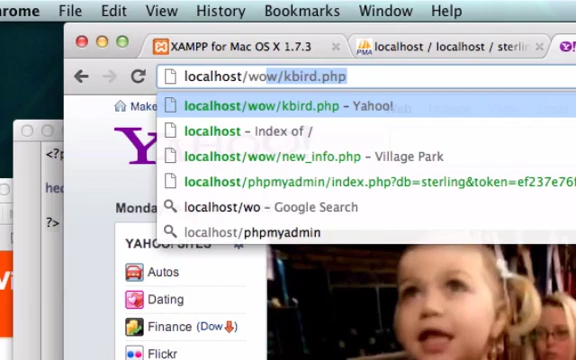 hrome File Edit View History Bookmarks Window Help
XAMPP for Mac OS X 1.7.3 × localhost / localhost / sterlin ×
localhost/wow/kbird.php
Make
localhost/wow/kbird.php – Yahoo!
localhost – Index of /
localhost/wow/new_info.php – Village Park
localhost/phpmyadmin/index.php?db=sterling&token=ef237e76f
localhost/wo – Google Search
localhost/phpmyadmin
Y
Monda
YAHOO! SITES
Autos
Dating
Finance (Dow)
Flickr
<?p
hec
?>